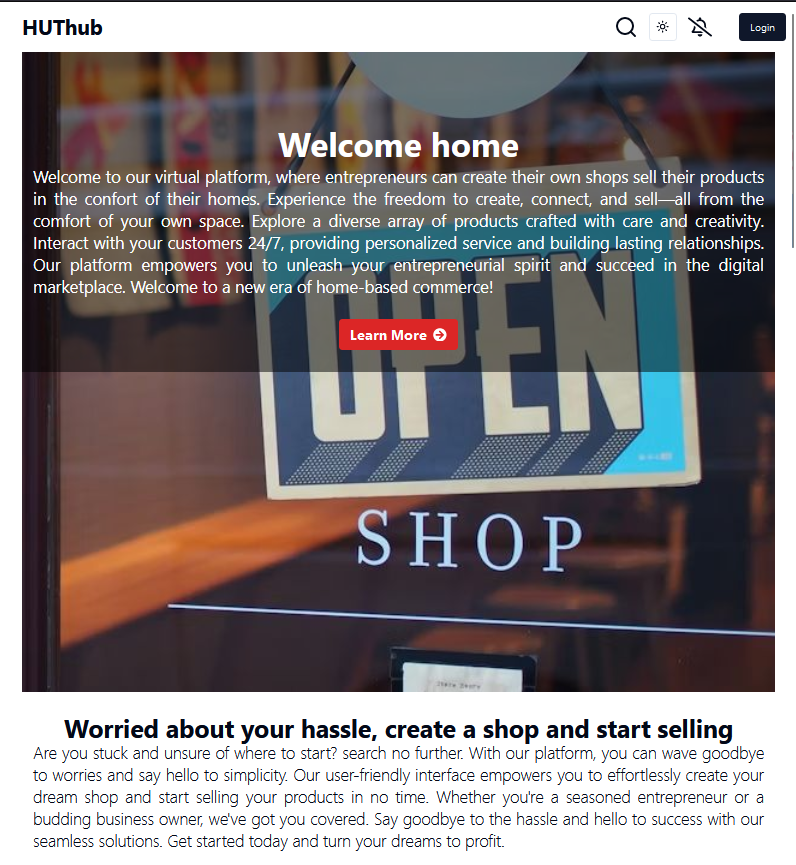 HUThub
Login
Welcome home
Welcome to our virtual platform, where entrepreneurs can create their own shops sell their products
in the confort of their homes. Experience the freedom to create, connect, and sell—all from the
comfort of your own space. Explore a diverse array of products crafted with care and creativity.
Interact with your customers 24/7, providing personalized service and building lasting relationships.
Our platform empowers you to unleash your entrepreneurial spirit and succeed in the digital
marketplace. Welcome to a new era of home-based commerce!
Learn More
OPEN
SHOP
Worried about your hassle, create a shop and start selling
Are you stuck and unsure of where to start? search no further. With our platform, you can wave goodbye
to worries and say hello to simplicity. Our user-friendly interface empowers you to effortlessly create your
dream shop and start selling your products in no time. Whether you're a seasoned entrepreneur or a
budding business owner, we've got you covered. Say goodbye to the hassle and hello to success with our
seamless solutions. Get started today and turn your dreams to profit.